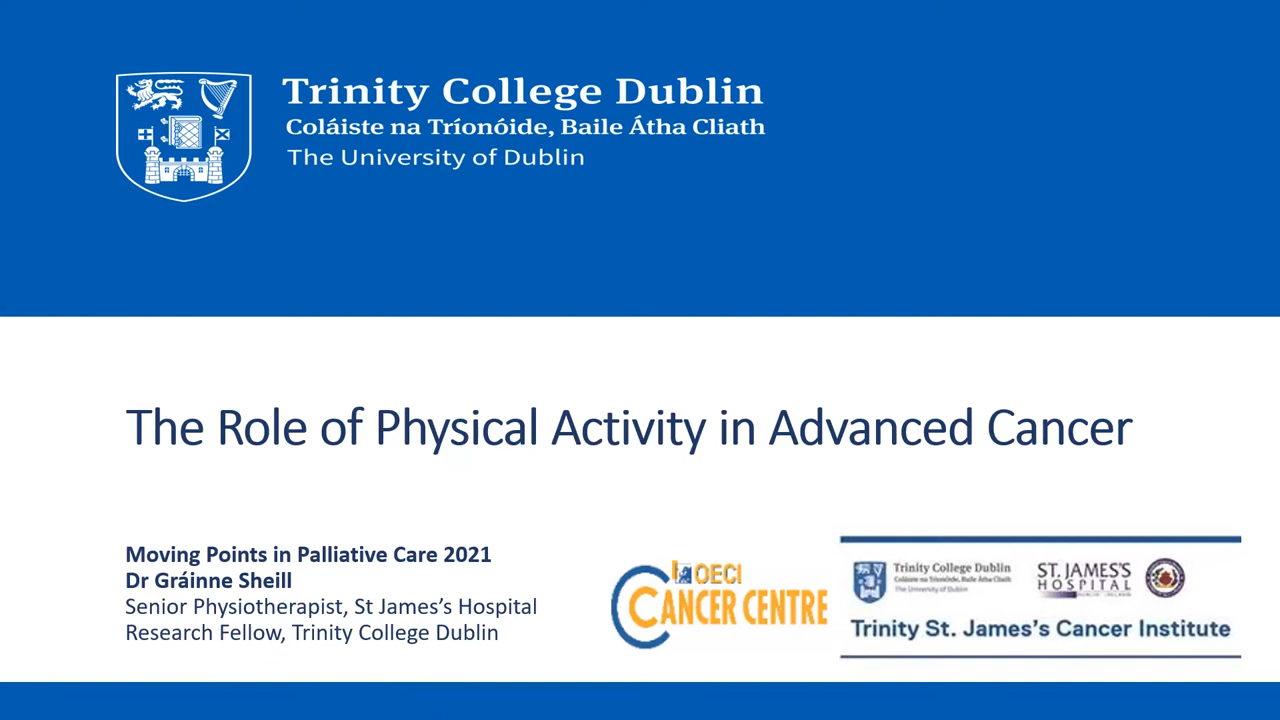 Trinity College Dublin
Coláiste na Tríonóide, Baile Átha Cliath
The University of Dublin
The Role of Physical Activity in Advanced Cancer
Moving Points in Palliative Care 2021
Dr Gráinne Sheill
Senior Physiotherapist, St James’s Hospital
Research Fellow, Trinity College Dublin
OECI
CANCER CENTRE
Trinity College Dublin
Coláiste na Tríonóide, Baile Átha Cliath
The University of Dublin
ST. JAMES'S
HOSPITAL
Trinity St. James's Cancer Institute